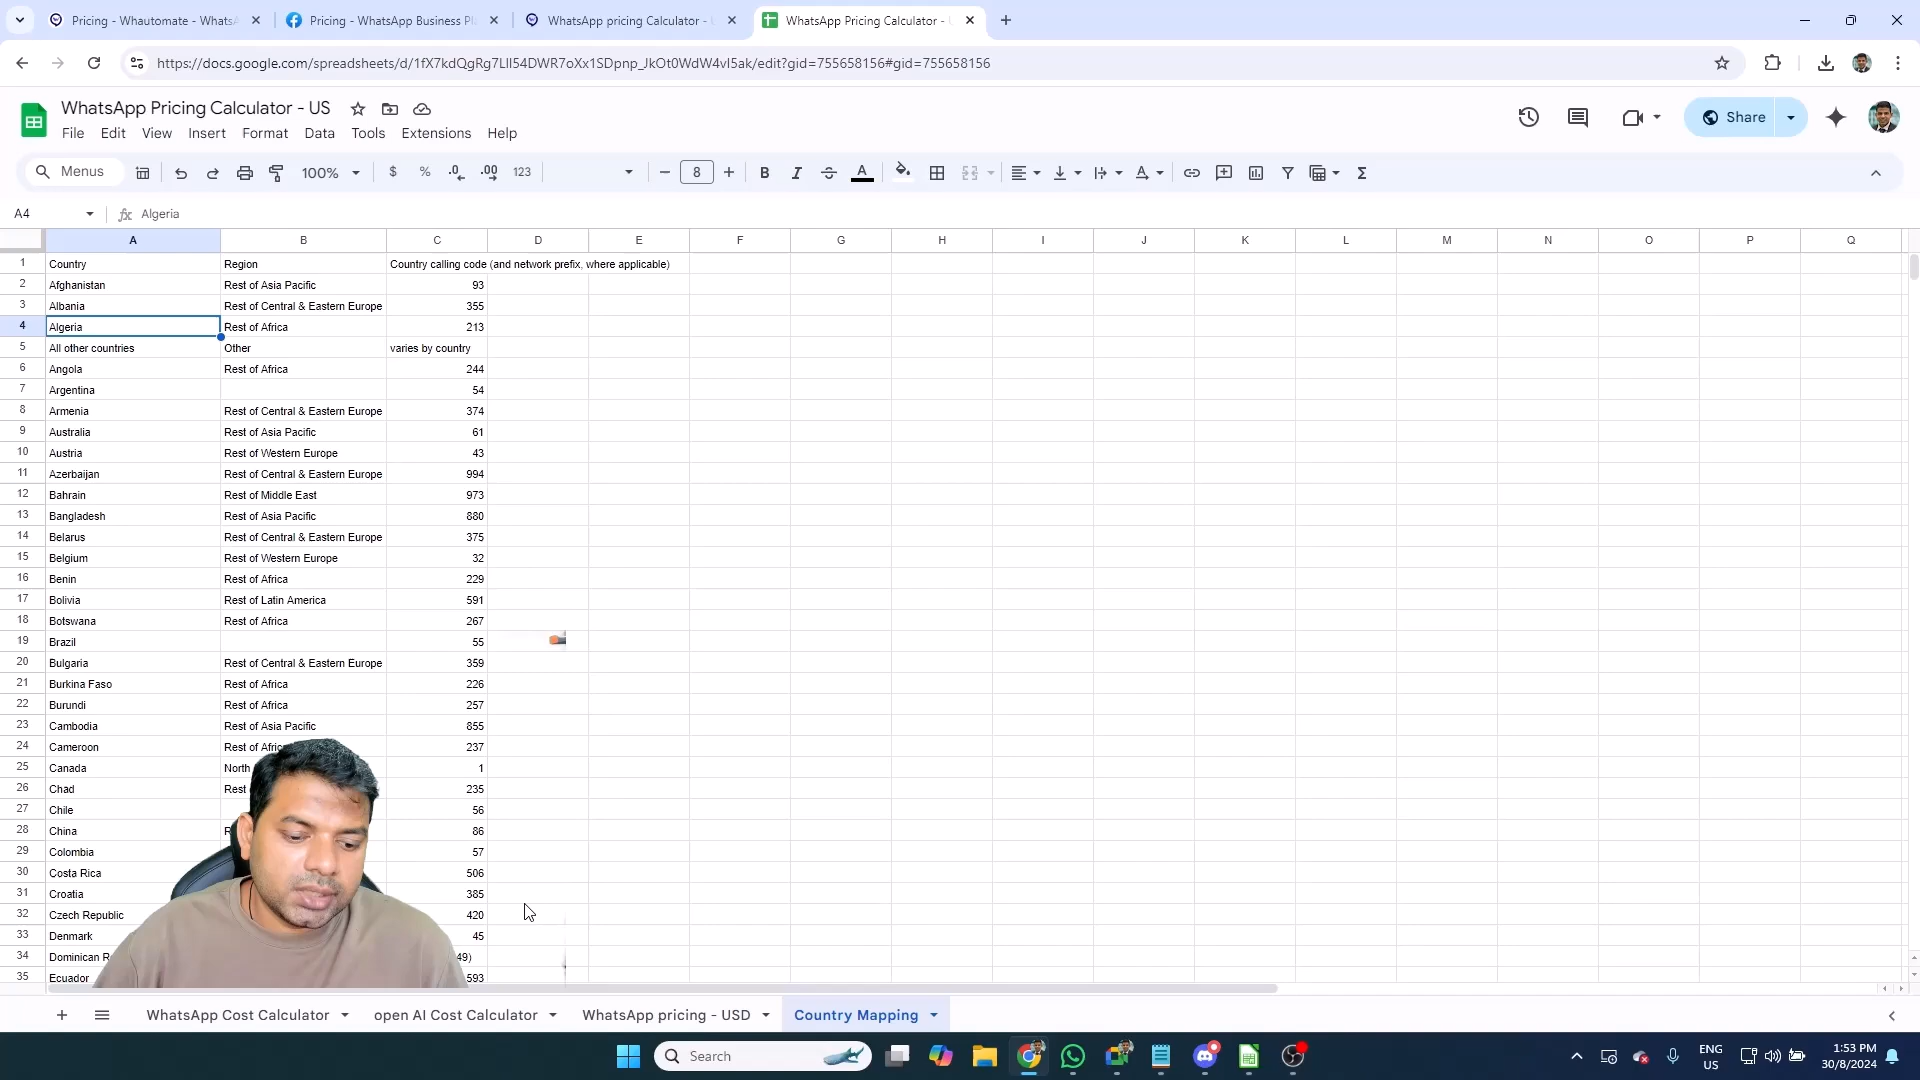 Pricing - Whautomate - WhatsA
Pricing - WhatsApp Business Pl
WhatsApp pricing Calculator -
WhatsApp Pricing Calculator -
https://docs.google.com/spreadsheets/d/1fX7kdQgRg7LlI54DWR7oXx1SDpnp_JkOt0WdW4vI5ak/edit?gid=755658156#gid=755658156
WhatsApp Pricing Calculator - US
File Edit View Insert Format Data Tools Extensions Help
Share
Menus 100% $ % .0 .00 123 8 B I A
A4 fx Algeria
A B C D E F G H I J K L M N O P Q
1 Country Region Country calling code (and network prefix, where applicable)
2 Afghanistan Rest of Asia Pacific 93
3 Albania Rest of Central & Eastern Europe 355
4 Algeria Rest of Africa 213
5 All other countries Other varies by country
6 Angola Rest of Africa 244
7 Argentina 54
8 Armenia Rest of Central & Eastern Europe 374
9 Australia Rest of Asia Pacific 61
10 Austria Rest of Western Europe 43
11 Azerbaijan Rest of Central & Eastern Europe 994
12 Bahrain Rest of Middle East 973
13 Bangladesh Rest of Asia Pacific 880
14 Belarus Rest of Central & Eastern Europe 375
15 Belgium Rest of Western Europe 32
16 Benin Rest of Africa 229
17 Bolivia Rest of Latin America 591
18 Botswana Rest of Africa 267
19 Brazil 55
20 Bulgaria Rest of Central & Eastern Europe 359
21 Burkina Faso Rest of Africa 226
22 Burundi Rest of Africa 257
23 Cambodia Rest of Asia Pacific 855
24 Cameroon Rest of Afric 237
25 Canada North 1
26 Chad Rest 235
27 Chile 56
28 China R 86
29 Colombia 57
30 Costa Rica 506
31 Croatia 385
32 Czech Republic 420
33 Denmark 45
34 Dominican R 49)
35 Ecuador 593
WhatsApp Cost Calculator open AI Cost Calculator WhatsApp pricing - USD Country Mapping
Search
ENG
US
1:53 PM
30/8/2024